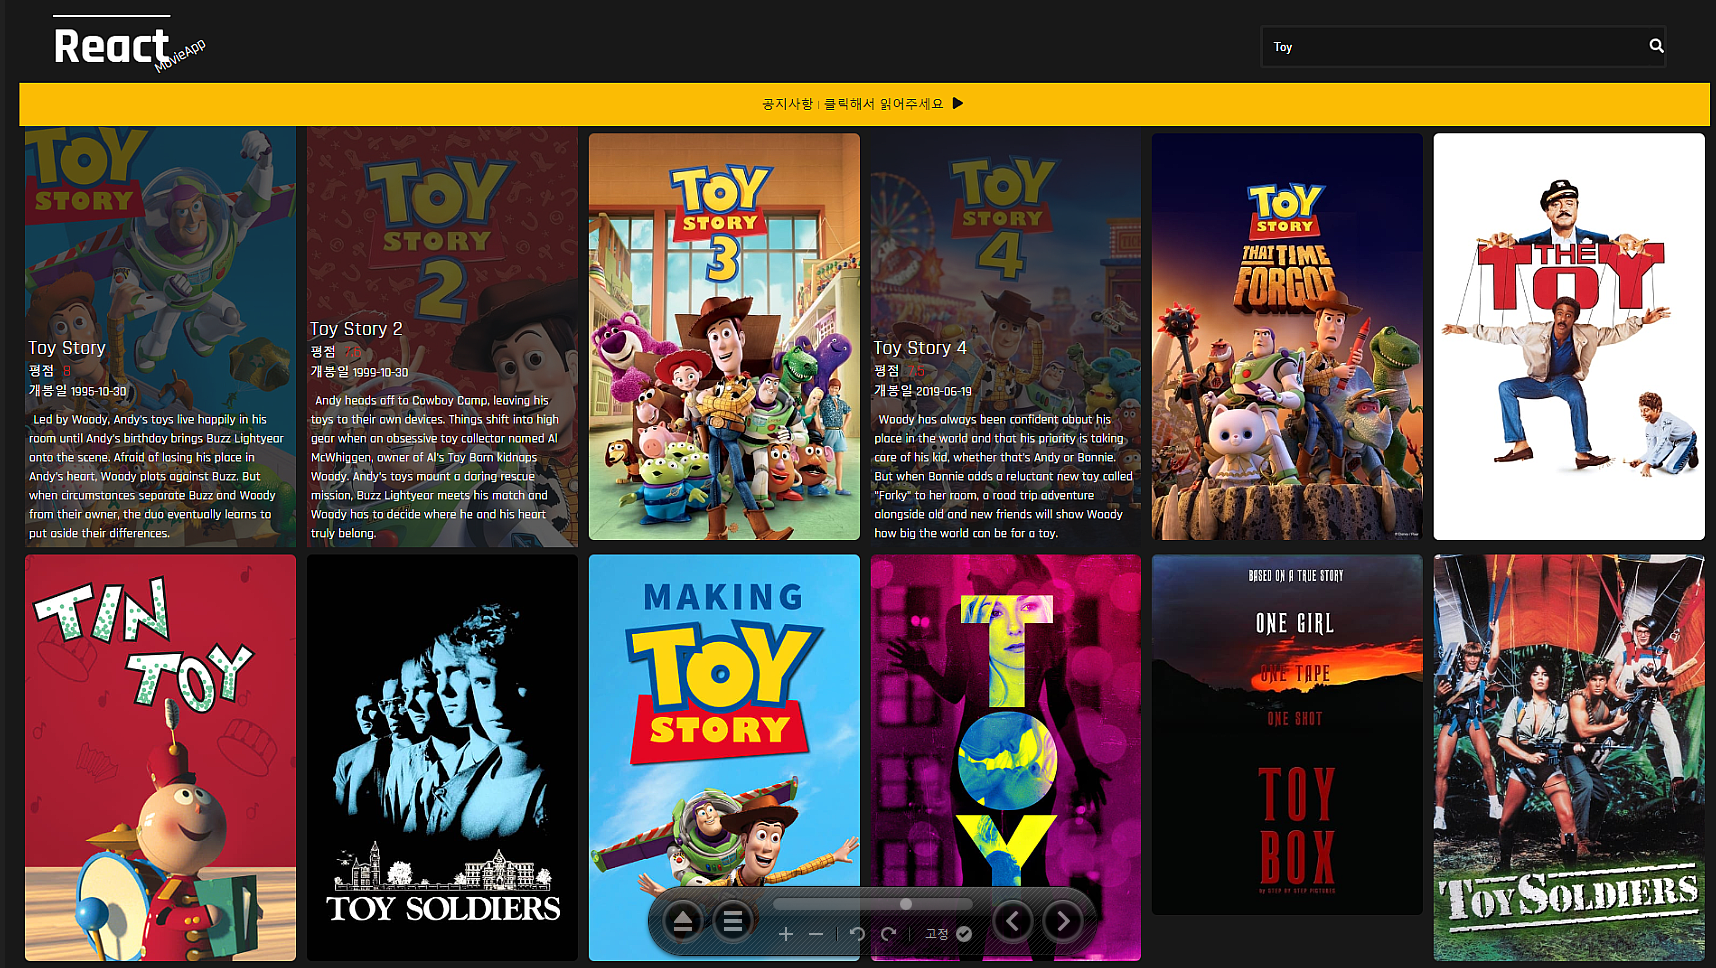 React
MovieApp
Toy
공지사항 | 클릭해서 읽어주세요
TOY
STORY
Toy Story
평점 8
개봉일 1995-10-30
Led by Woody, Andy's toys live happily in his
room until Andy's birthday brings Buzz Lightyear
onto the scene. Afraid of losing his place in
Andy's heart, Woody plots against Buzz. But
when circumstances separate Buzz and Woody
from their owner, the duo eventually learns to
put aside their differences.
TOY
STORY
2
Toy Story 2
평점
개봉일 1999-10-30
Andy heads off to Cowboy Camp, leaving his
toys to their own devices. Things shift into high
gear when an obsessive toy collector named Al
McWhiggen, owner of Al's Toy Barn kidnaps
Woody. Andy's toys mount a daring rescue
mission, Buzz Lightyear meets his match and
Woody has to decide where he and his heart
truly belong.
TOY
STORY
3
TOY
STORY
4
Toy Story 4
평점 7.5
개봉일 2019-06-19
Woody has always been confident about his
place in the world and that his priority is taking
care of his kid, whether that's Andy or Bonnie.
But when Bonnie adds a reluctant new toy called
"Forky" to her room, a road trip adventure
alongside old and new friends will show Woody
how big the world can be for a toy.
TOY
STORY
THAT TIME
FORGOT
THE
TOY
TIN
TOY
TOY SOLDIERS
MAKING
TOY
STORY
TOY
BASED ON A TRUE STORY
ONE GIRL
ONE TAPE
ONE SHOT
TOY
BOX
by STEP BY STEP PICTURES
TOY SOLDIERS
고정